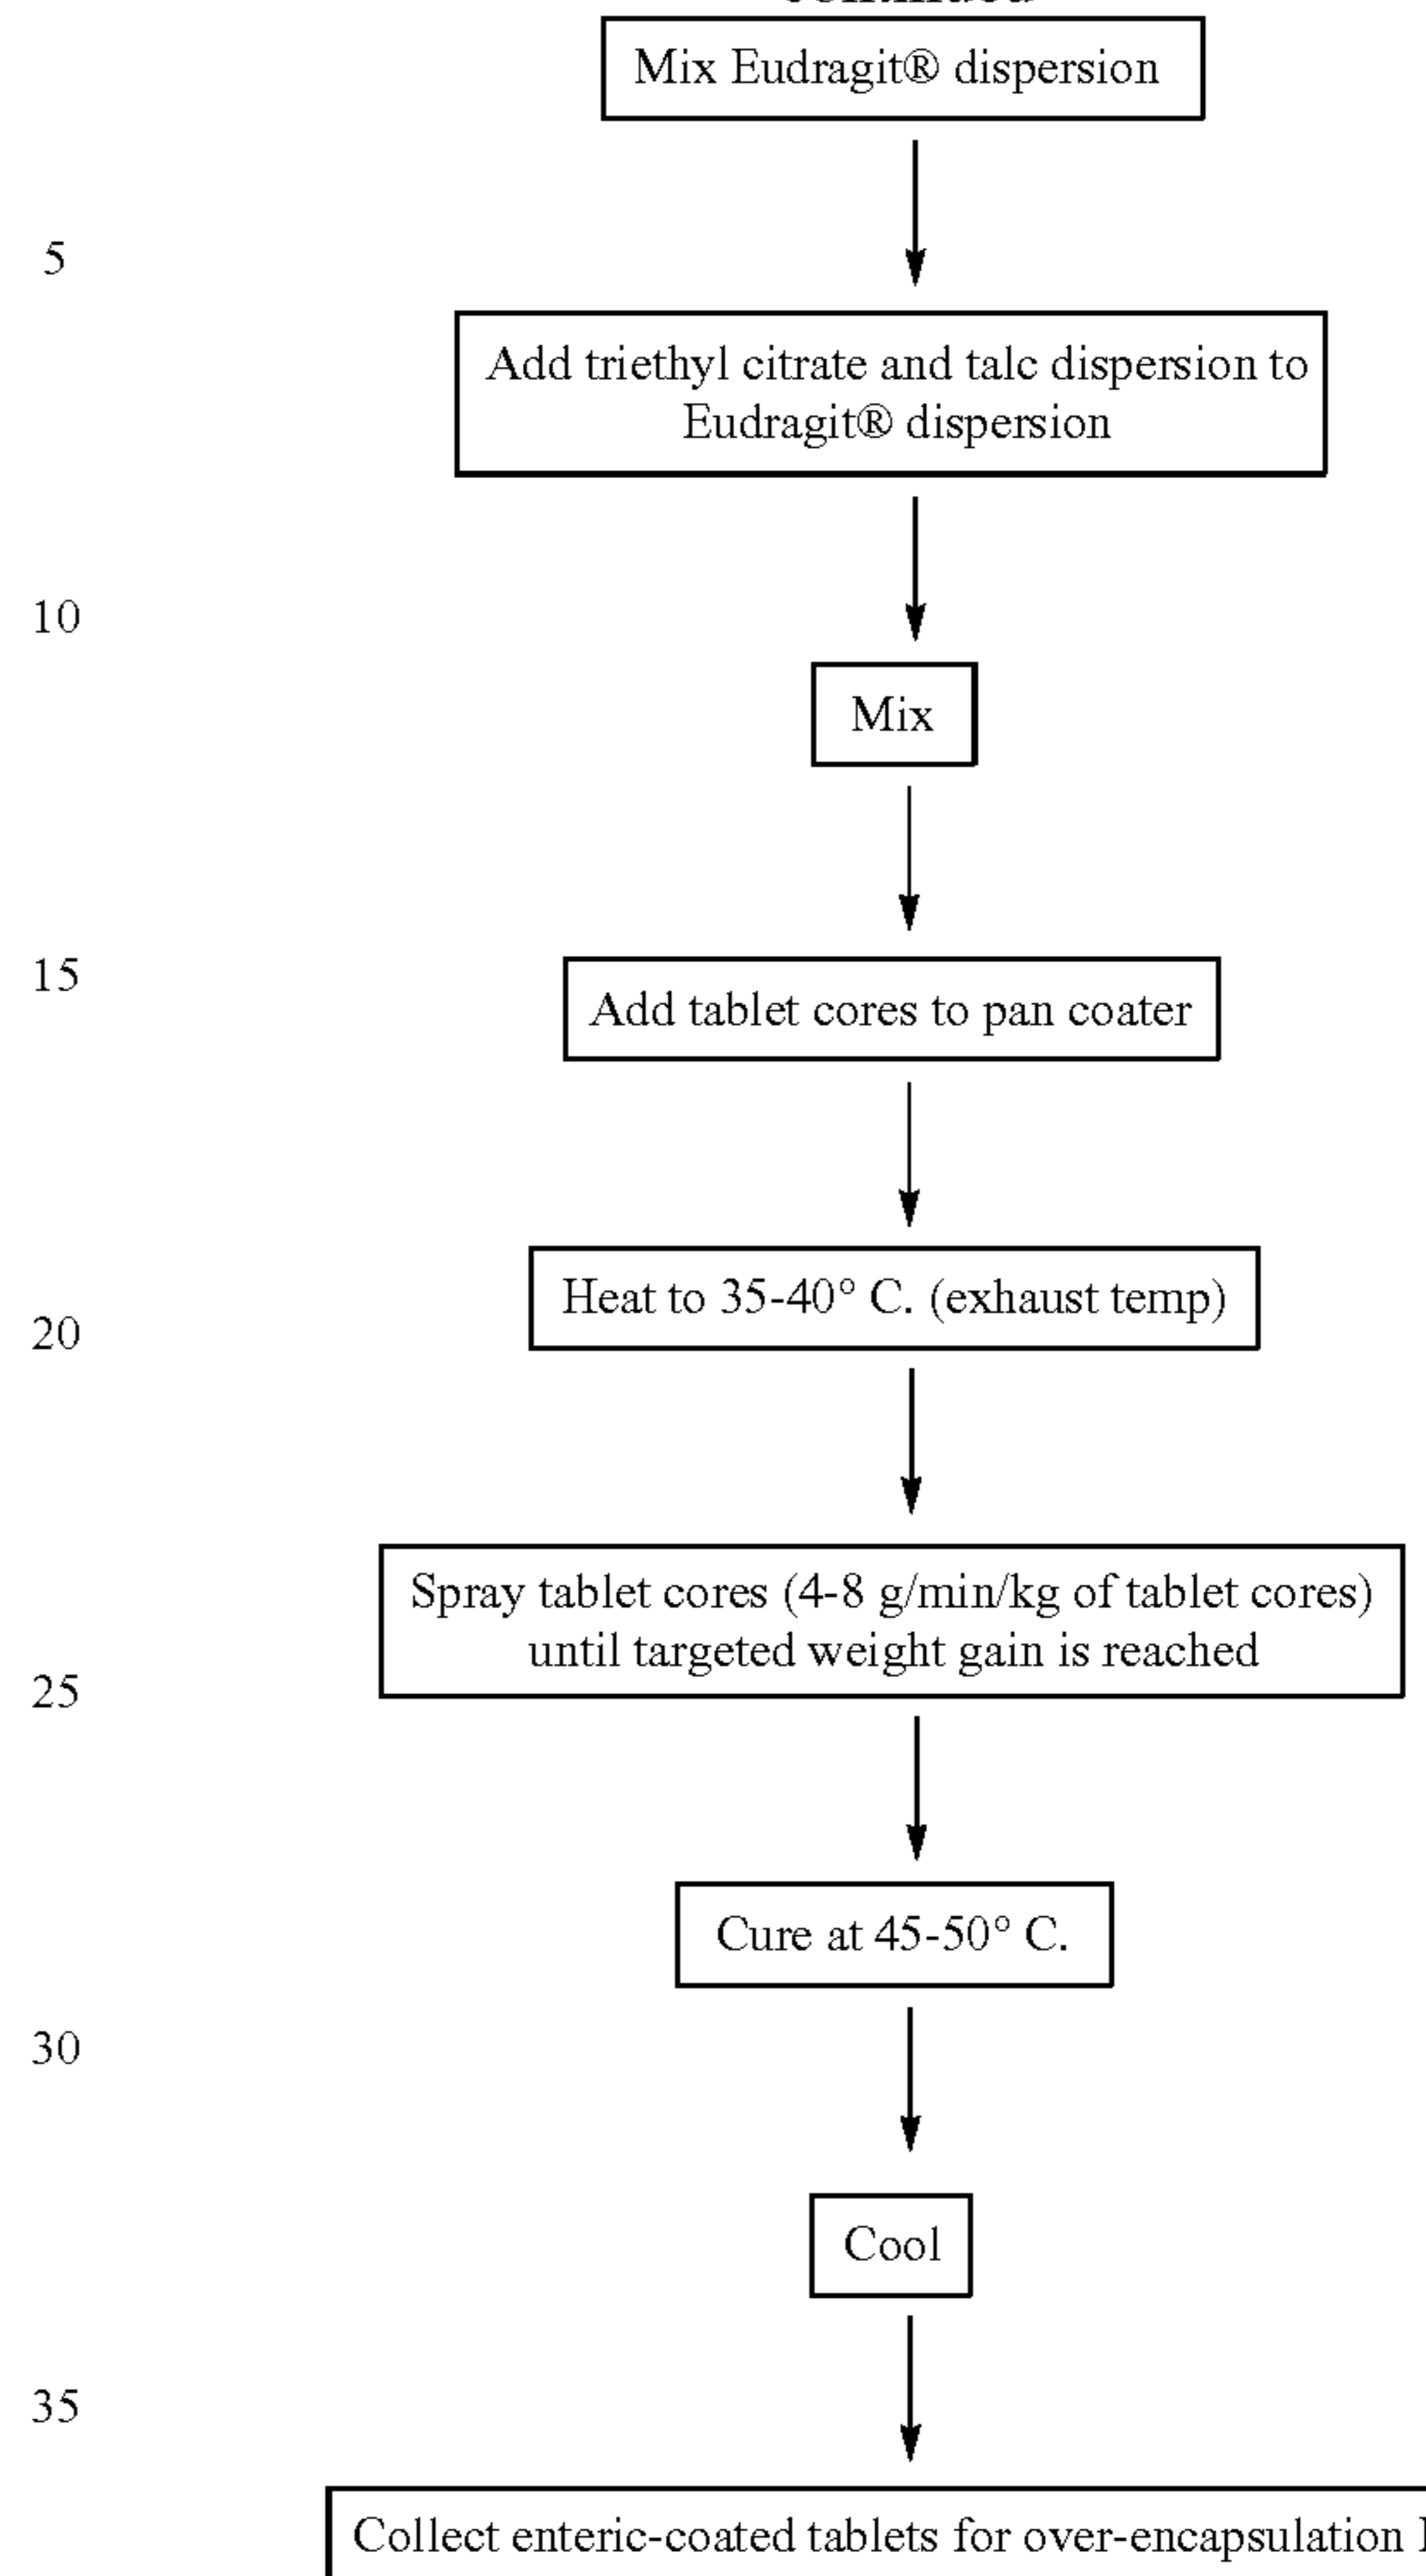 Mix Eudragit® dispersion
5
Add triethyl citrate and talc dispersion to
Eudragit® dispersion
10
Mix
15
Add tablet cores to pan coater
Heat to 35-40° C. (exhaust temp)
20
Spray tablet cores (4-8 g/min/kg of tablet cores)
until targeted weight gain is reached
25
Cure at 45-50° C.
30
Cool
35
Collect enteric-coated tablets for over-encapsulation